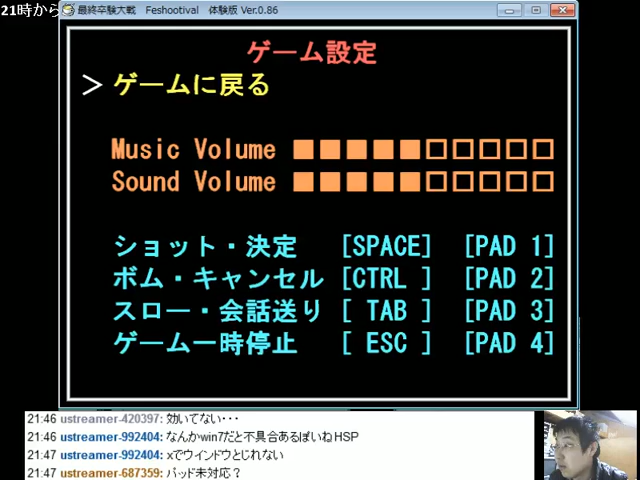 21時から
最終卒験大戦 Feshootival 体験版 Ver.0.86
ゲーム設定
＞ゲームに戻る
Music Volume ■■■■■□□□□□
Sound Volume ■■■■■□□□□□
ショット・決定 [SPACE] [PAD 1]
ボム・キャンセル [CTRL ] [PAD 2]
スロー・会話送り [ TAB ] [PAD 3]
ゲーム一時停止 [ ESC ] [PAD 4]
21:46 ustreamer-420397: 効いてない・・・
21:46 ustreamer-992404: なんかwin7だと不具合あるぽいねHSP
21:47 ustreamer-992404: xでウインドウとじれない
21:47 ustreamer-687359: パッド未対応？